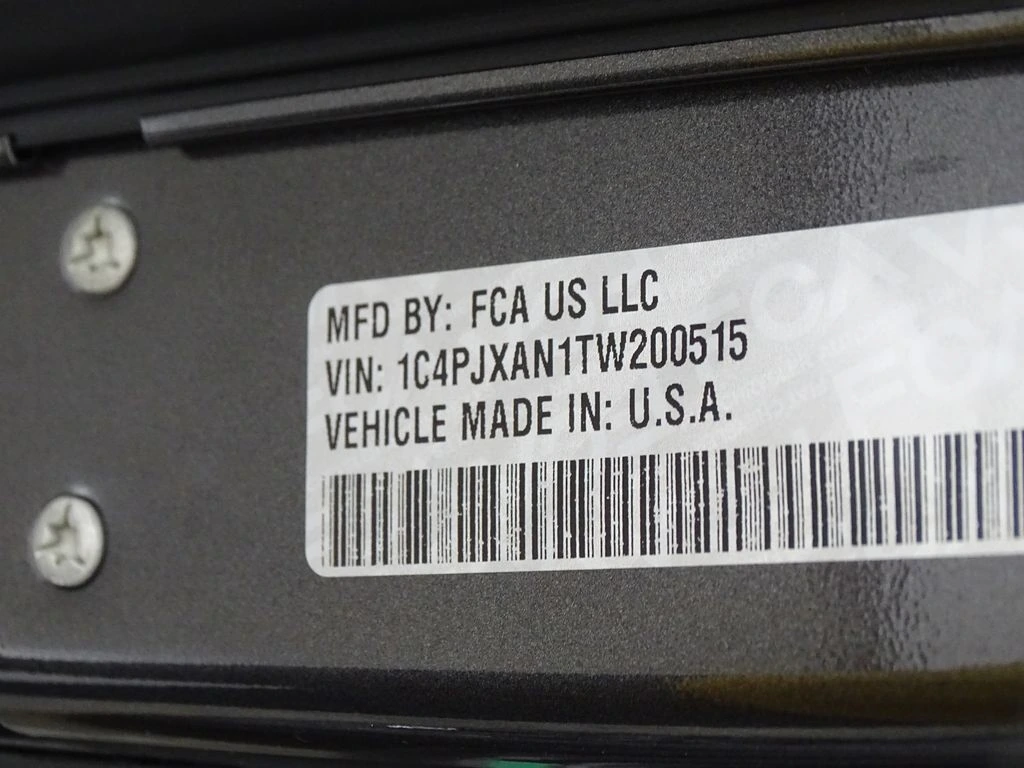 MFD BY: FCA US LLC
VIN: 1C4PJXAN1TW200515
VEHICLE MADE IN: U.S.A.